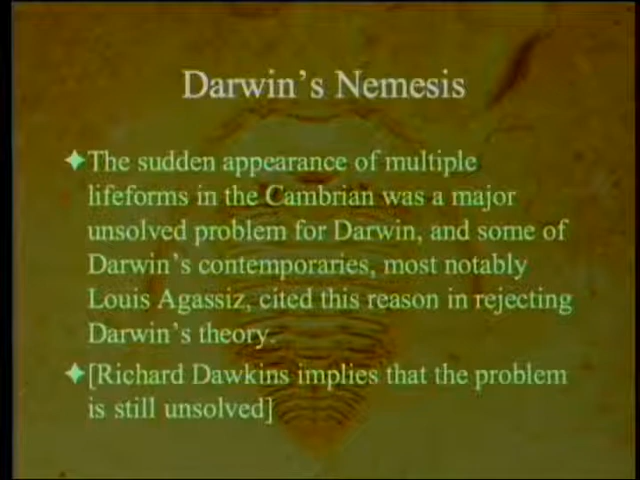 Darwin's Nemesis
✦The sudden appearance of multiple
lifeforms in the Cambrian was a major
unsolved problem for Darwin, and some of
Darwin's contemporaries, most notably
Louis Agassiz, cited this reason in rejecting
Darwin's theory.
✦[Richard Dawkins implies that the problem
is still unsolved]